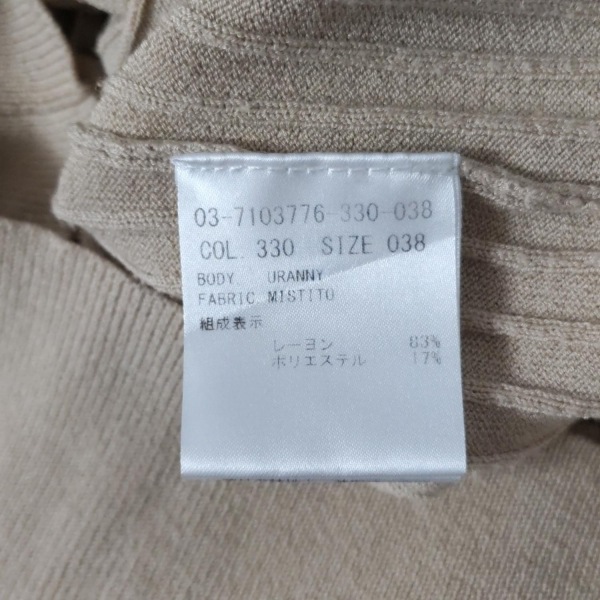 03-7103776-330-038
COL. 330 SIZE 038
BODY URANNY
FABRIC MISTITO
組成表示
レーヨン 83%
ポリエステル 17%